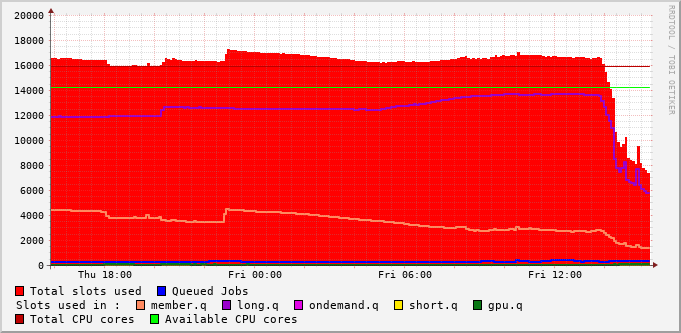 20000
18000
16000
14000
12000
10000
8000
6000
4000
2000
0
Thu 18:00 Fri 00:00 Fri 06:00 Fri 12:00
RRDTOOL / TOBI OETIKER
Total slots used Queued Jobs
Slots used in : member.q long.q ondemand.q short.q gpu.q
Total CPU cores Available CPU cores